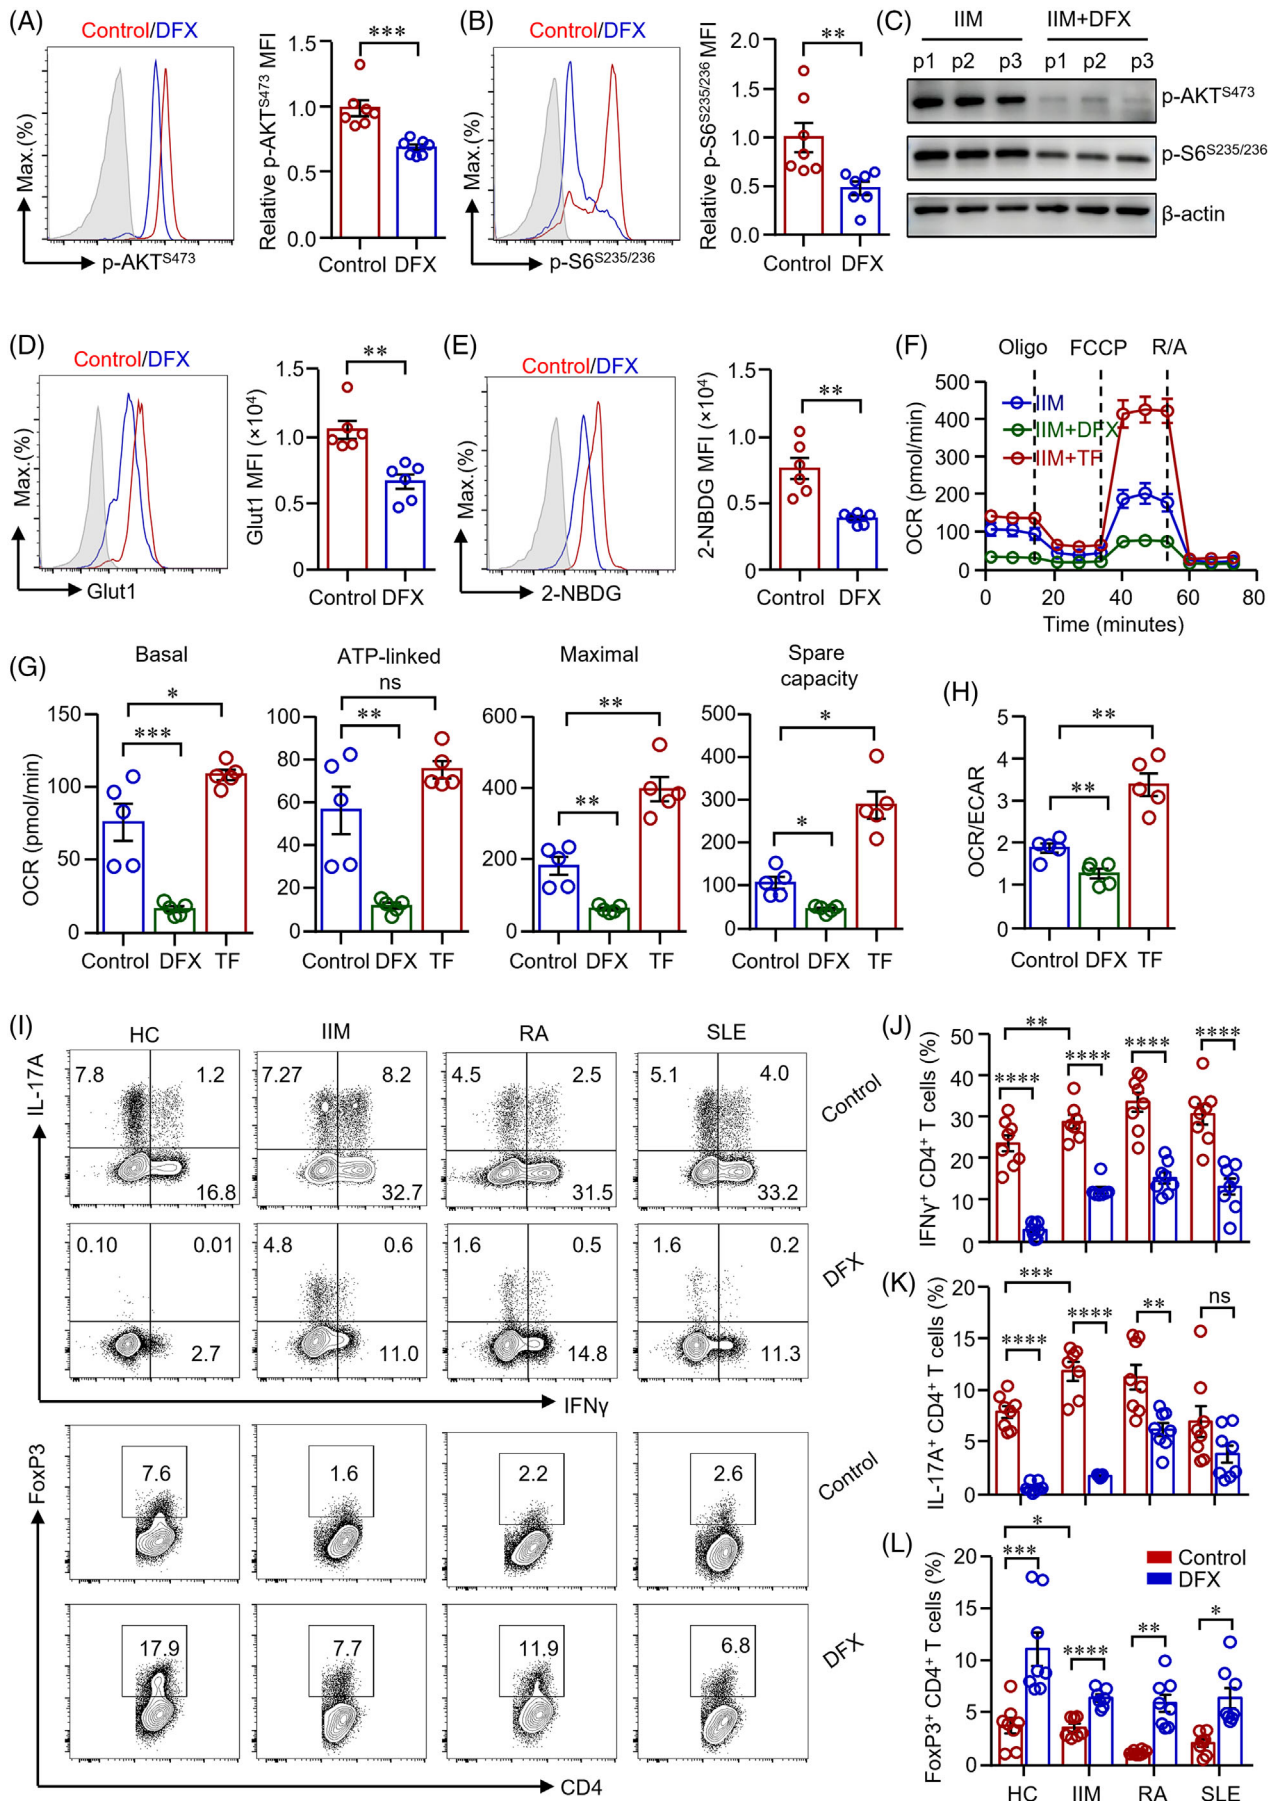 (A)
Control/DFX
Max.(%)
p-AKTS473
***
Relative p-AKTS473 MFI
1.5
1.0
0.5
0.0
Control DFX
(B)
Control/DFX
Max.(%)
p-S6S235/236
**
Relative p-S6S235/236 MFI
2.0
1.5
1.0
0.5
0.0
Control DFX
(C)
IIM IIM+DFX
p1 p2 p3 p1 p2 p3
p-AKTS473
p-S6S235/236
β-actin
(D)
Control/DFX
Max.(%)
Glut1
**
Glut1 MFI (×10⁴)
1.5
1.0
0.5
0
Control DFX
(E)
Control/DFX
Max.(%)
2-NBDG
**
2-NBDG MFI (×10⁴)
1.5
1.0
0.5
0
Control DFX
(F)
Oligo FCCP R/A
OCR (pmol/min)
500
400
300
200
100
0
IIM
IIM+DFX
IIM+TF
0 20 40 60 80
Time (minutes)
(G)
Basal
OCR (pmol/min)
150
100
50
0
*
***
Control DFX TF
ATP-linked
ns
**
100
80
60
40
20
0
Control DFX TF
Maximal
**
**
600
400
200
0
Control DFX TF
Spare
capacity
*
*
500
400
300
200
100
0
Control DFX TF
(H)
OCR/ECAR
5
3
2
1
0
**
**
Control DFX TF
(I)
HC IIM RA SLE
IL-17A
7.8 1.2 7.27 8.2 4.5 2.5 5.1 4.0
16.8 32.7 31.5 33.2
Control
0.10 0.01 4.8 0.6 1.6 0.5 1.6 0.2
2.7 11.0 14.8 11.3
DFX
IFNγ
FoxP3
7.6 1.6 2.2 2.6
Control
17.9 7.7 11.9 6.8
DFX
CD4
(J)
IFNγ⁺ CD4⁺ T cells (%)
50
40
30
20
10
0
**
**** **** **** ****
(K)
IL-17A⁺ CD4⁺ T cells (%)
20
15
10
5
0
***
**** **** ** ns
(L)
FoxP3⁺ CD4⁺ T cells (%)
20
15
10
5
0
*
*** **** ** *
Control
DFX
HC IIM RA SLE